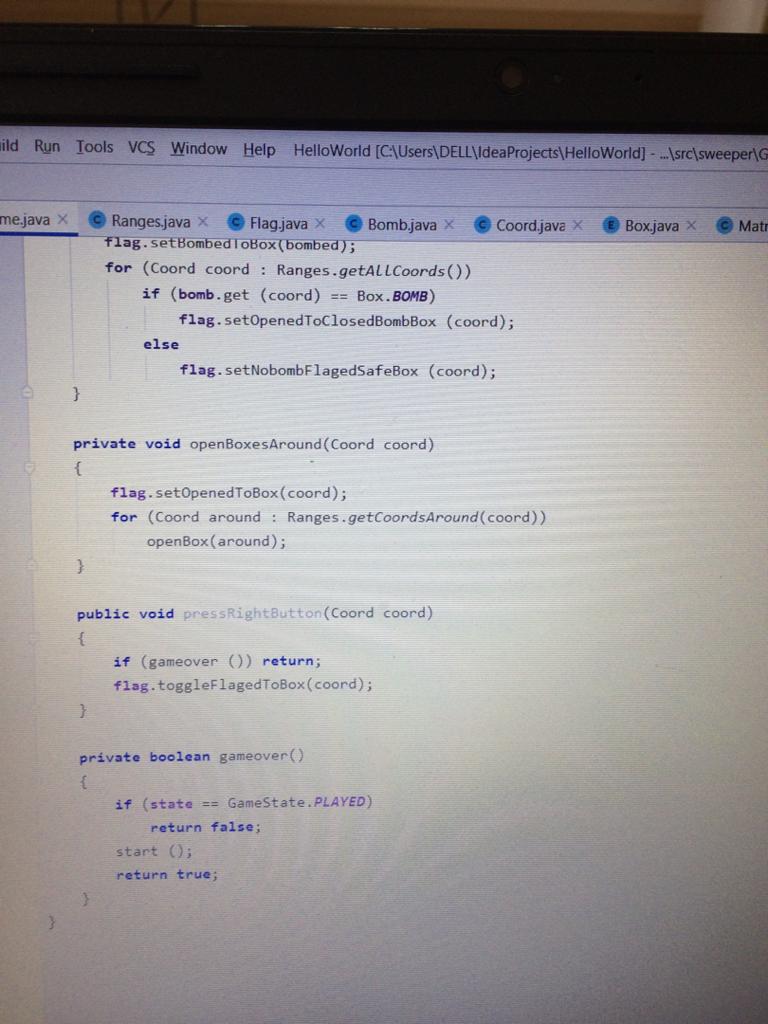 ild Run Tools VCS Window Help HelloWorld [C:\Users\DELL\IdeaProjects\HelloWorld] - ...\src\sweeper\G
me.java × C Ranges.java × C Flag.java × C Bomb.java × C Coord.java × E Box.java × C Matr
flag.setBombedToBox(bombed);
for (Coord coord : Ranges.getALLCoords())
if (bomb.get (coord) == Box.BOMB)
flag.setOpenedToClosedBombBox (coord);
else
flag.setNobombFlagedSafeBox (coord);
}
private void openBoxesAround(Coord coord)
{
flag.setOpenedToBox(coord);
for (Coord around : Ranges.getCoordsAround(coord))
openBox(around);
}
public void pressRightButton(Coord coord)
{
if (gameover ()) return;
flag.toggleFlagedToBox(coord);
}
private boolean gameover()
{
if (state == GameState.PLAYED)
return false;
start ();
return true;
}
}